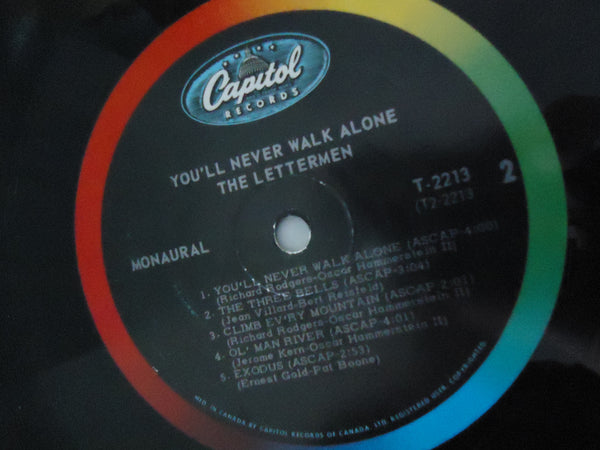 Capitol
RECORDS
YOU'LL NEVER WALK ALONE
THE LETTERMEN
T-2213
(T2-2213
2
MONAURAL
1. YOU'LL NEVER WALK ALONE (ASCAP-4:00)
(Richard Rodgers-Oscar Hammerstein II)
2. THE THREE BELLS (ASCAP-3:04)
(Jean Villard-Bert Reisfeld)
3. CLIMB EV'RY MOUNTAIN (ASCAP-2:01)
(Richard Rodgers-Oscar Hammerstein II)
4. OL' MAN RIVER (ASCAP-4:01)
(Jerome Kern-Oscar Hammerstein II)
5. EXODUS (ASCAP-2:53)
(Ernest Gold-Pat Boone)
MFD. IN CANADA BY CAPITOL RECORDS OF CANADA, LTD. REGISTERED USER. COPYRIGHTED.